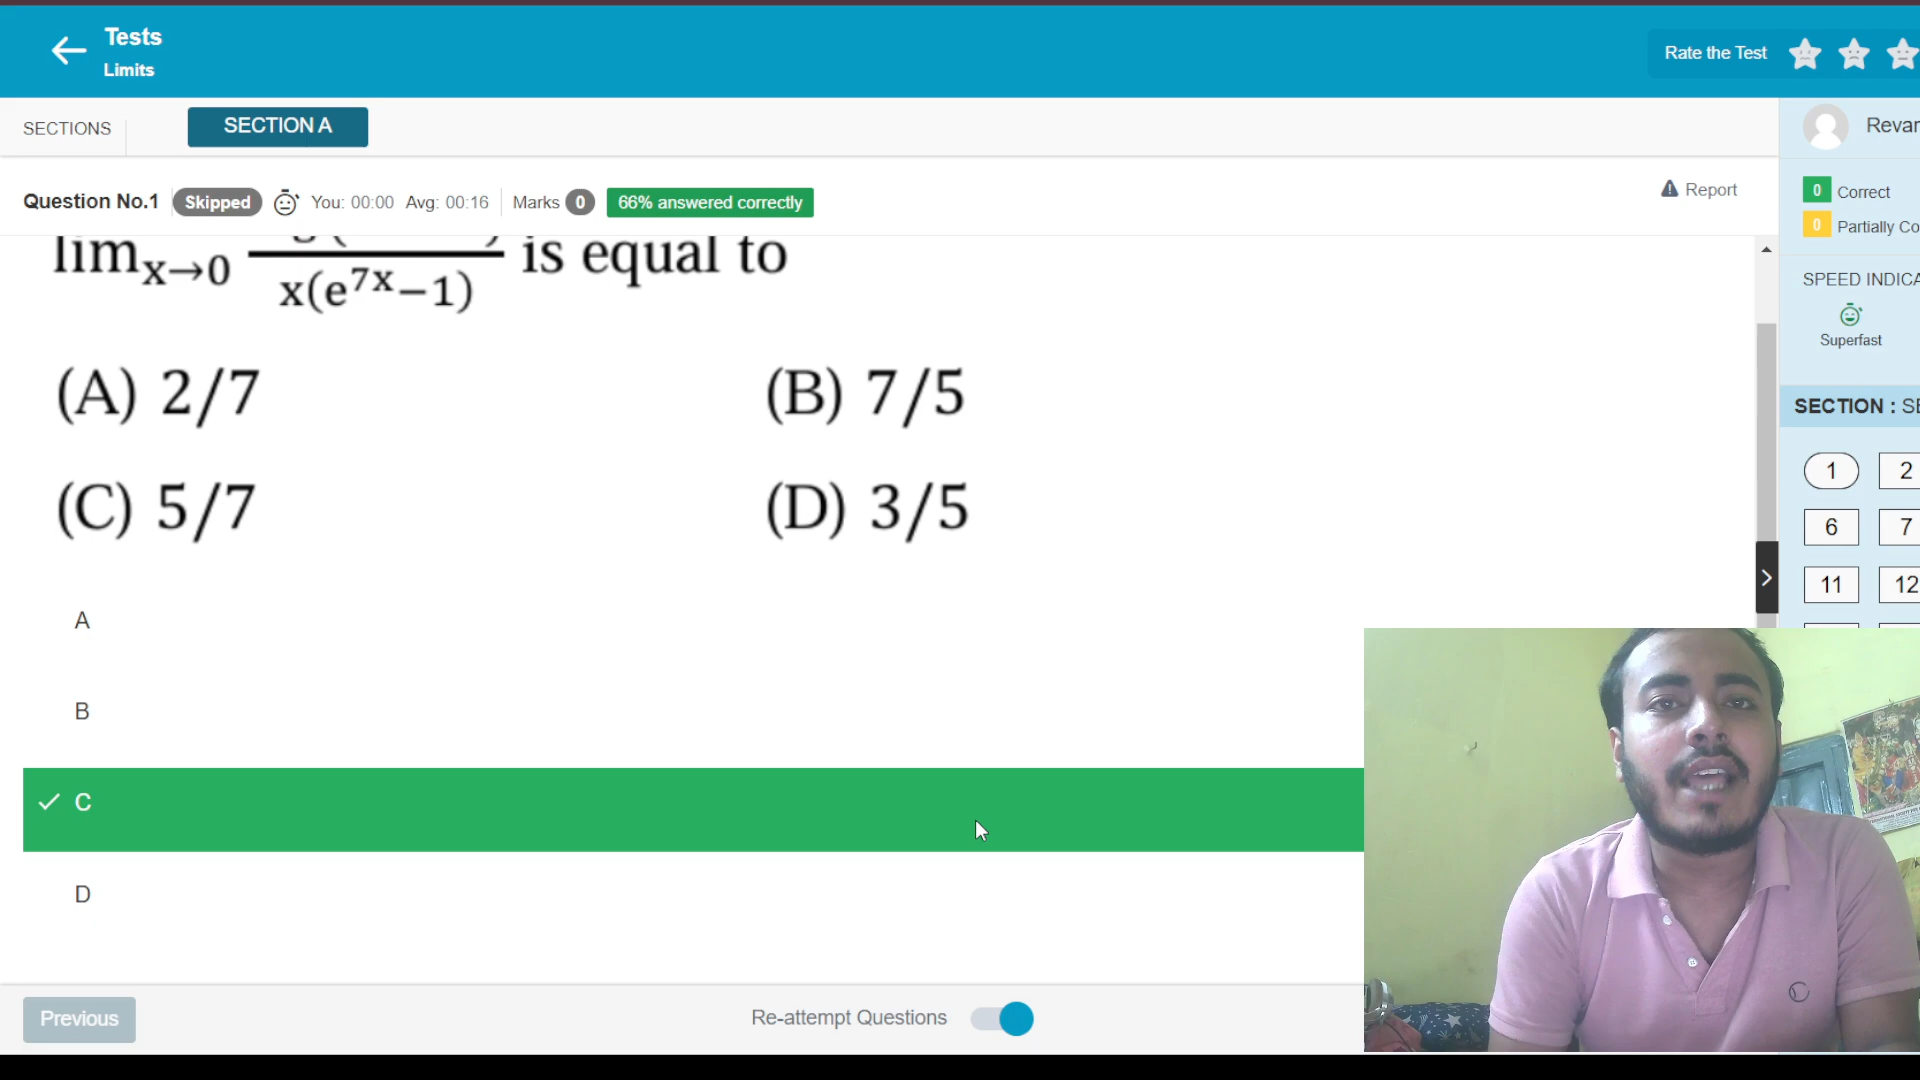 Tests
Limits
Rate the Test
SECTIONS
SECTION A
Question No.1 Skipped You: 00:00 Avg: 00:16 Marks 0 66% answered correctly
Report
0 Correct
0 Partially Co
SPEED INDICA
Superfast
SECTION : SE
1 2
6 7
11 12
lim x→0 x(e^7x−1) is equal to
(A) 2/7 (B) 7/5
(C) 5/7 (D) 3/5
A
B
C
D
Previous
Re-attempt Questions